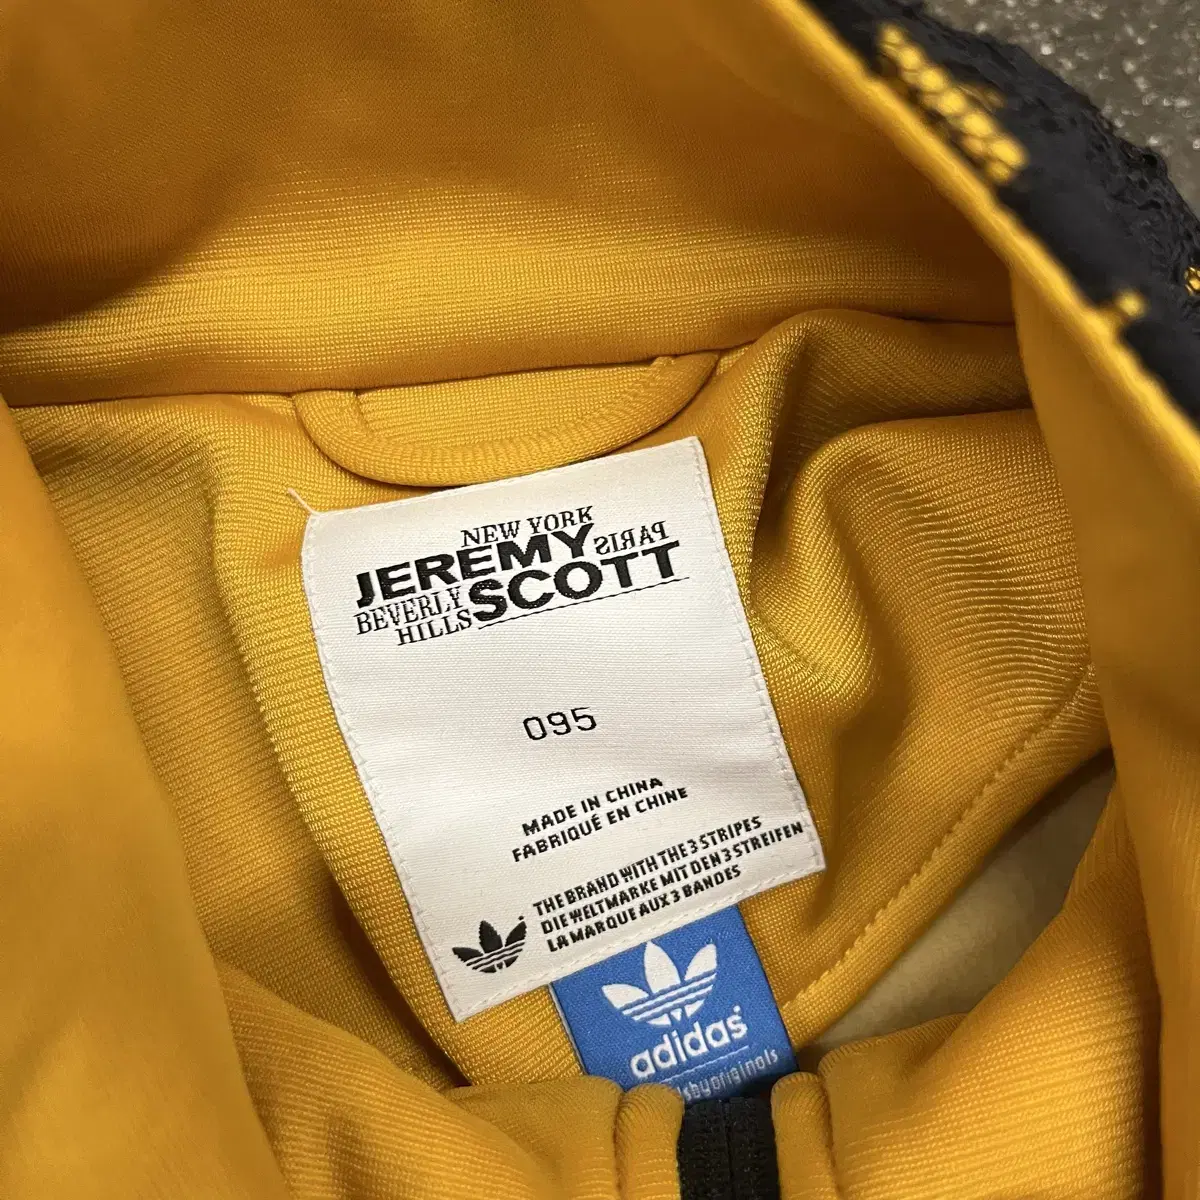 NEW YORK
JEREMY PARIS
BEVERLY SCOTT
HILLS
095
MADE IN CHINA
FABRIQUÉ EN CHINE
THE BRAND WITH THE 3 STRIPES
DIE WELTMARKE MIT DEN 3 STREIFEN
LA MARQUE AUX 3 BANDES
adidas
originals